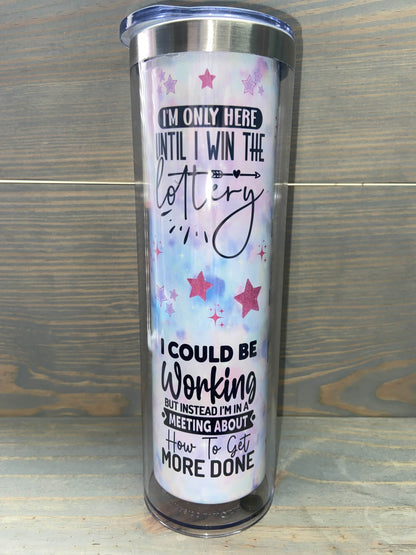 I'M ONLY HERE
UNTIL I WIN THE
lottery
I COULD BE
Working
BUT INSTEAD I'M IN A
MEETING ABOUT
How To Get
MORE DONE